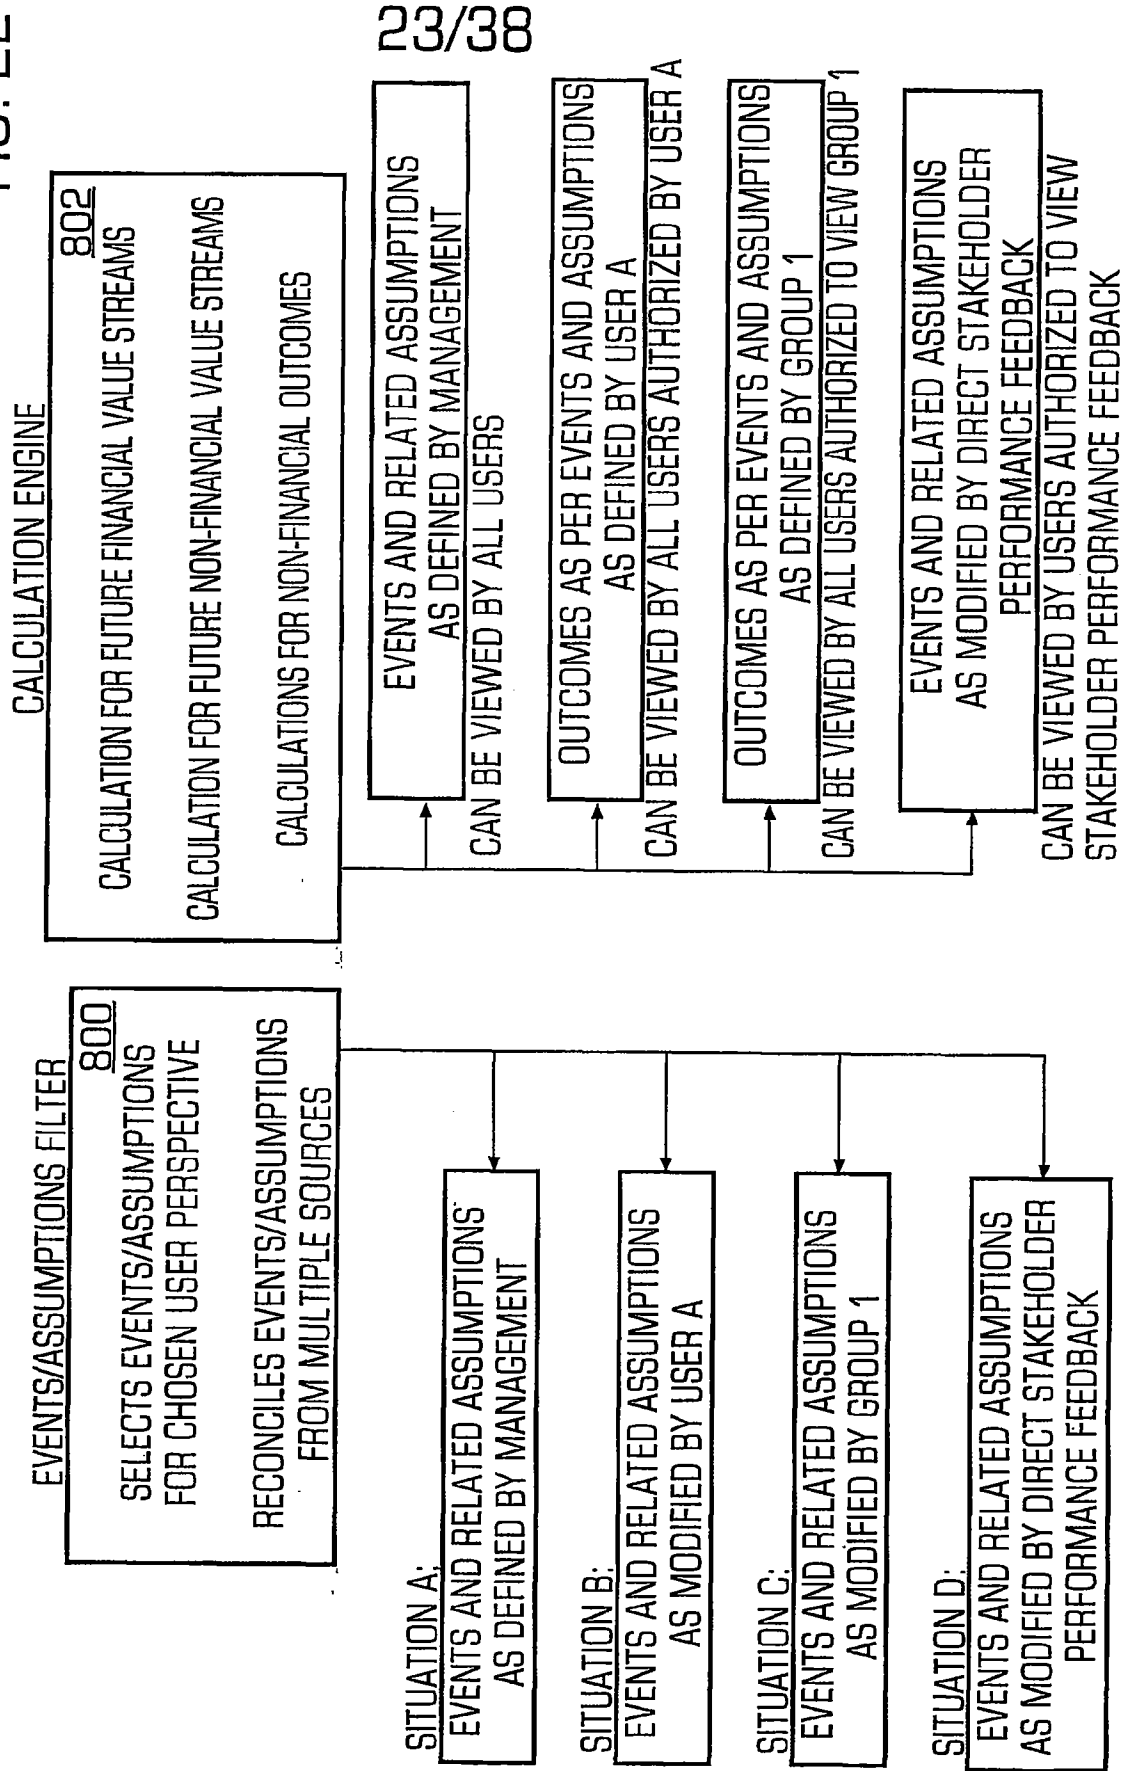 23/38
FIG. 22
EVENTS/ASSUMPTIONS FILTER
800
SELECTS EVENTS/ASSUMPTIONS
FOR CHOSEN USER PERSPECTIVE
RECONCILES EVENTS/ASSUMPTIONS
FROM MULTIPLE SOURCES
SITUATION A:
EVENTS AND RELATED ASSUMPTIONS
AS DEFINED BY MANAGEMENT
SITUATION B:
EVENTS AND RELATED ASSUMPTIONS
AS MODIFIED BY USER A
SITUATION C:
EVENTS AND RELATED ASSUMPTIONS
AS MODIFIED BY GROUP 1
SITUATION D:
EVENTS AND RELATED ASSUMPTIONS
AS MODIFIED BY DIRECT STAKEHOLDER
PERFORMANCE FEEDBACK
CALCULATION ENGINE
802
CALCULATION FOR FUTURE FINANCIAL VALUE STREAMS
CALCULATION FOR FUTURE NON-FINANCIAL VALUE STREAMS
CALCULATIONS FOR NON-FINANCIAL OUTCOMES
EVENTS AND RELATED ASSUMPTIONS
AS DEFINED BY MANAGEMENT
CAN BE VIEWED BY ALL USERS
OUTCOMES AS PER EVENTS AND ASSUMPTIONS
AS DEFINED BY USER A
CAN BE VIEWED BY ALL USERS AUTHORIZED BY USER A
OUTCOMES AS PER EVENTS AND ASSUMPTIONS
AS DEFINED BY GROUP 1
CAN BE VIEWED BY ALL USERS AUTHORIZED TO VIEW GROUP 1
EVENTS AND RELATED ASSUMPTIONS
AS MODIFIED BY DIRECT STAKEHOLDER
PERFORMANCE FEEDBACK
CAN BE VIEWED BY USERS AUTHORIZED TO VIEW
STAKEHOLDER PERFORMANCE FEEDBACK